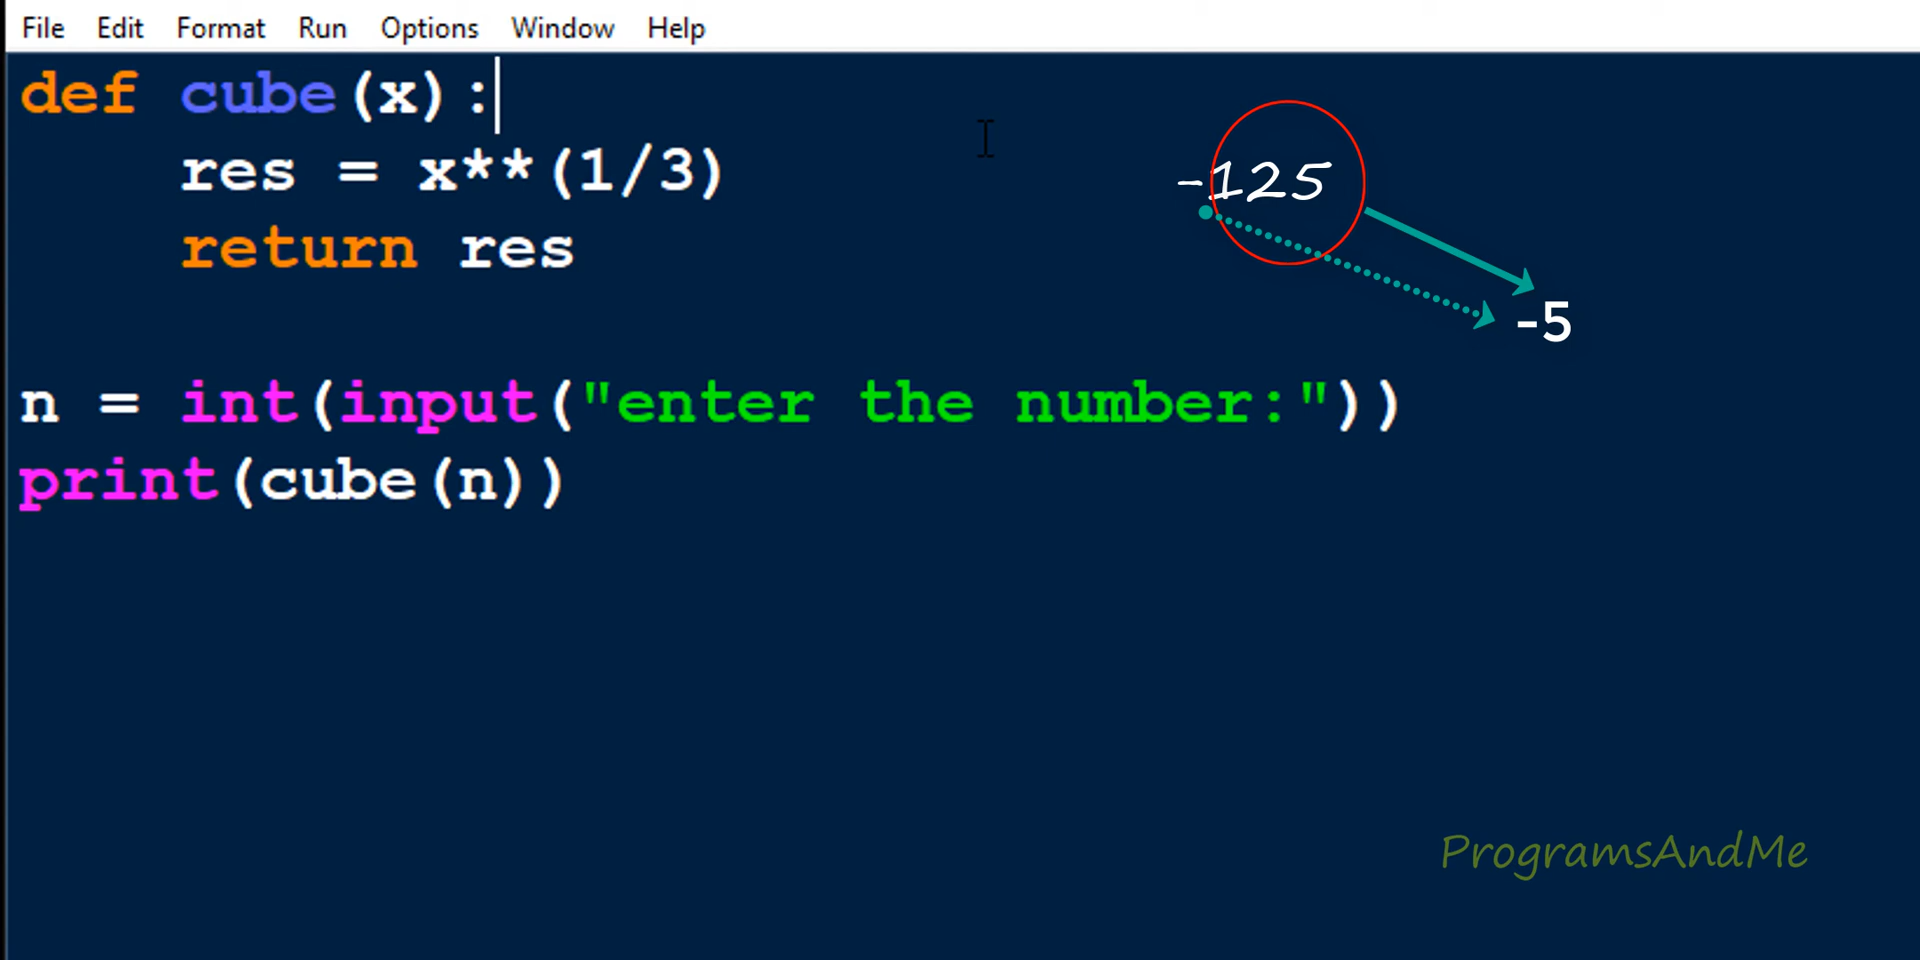 File Edit Format Run Options Window Help
def cube(x):
    res = x**(1/3)
    return res
-125
-5
n = int(input("enter the number:"))
print(cube(n))
ProgramsAndMe